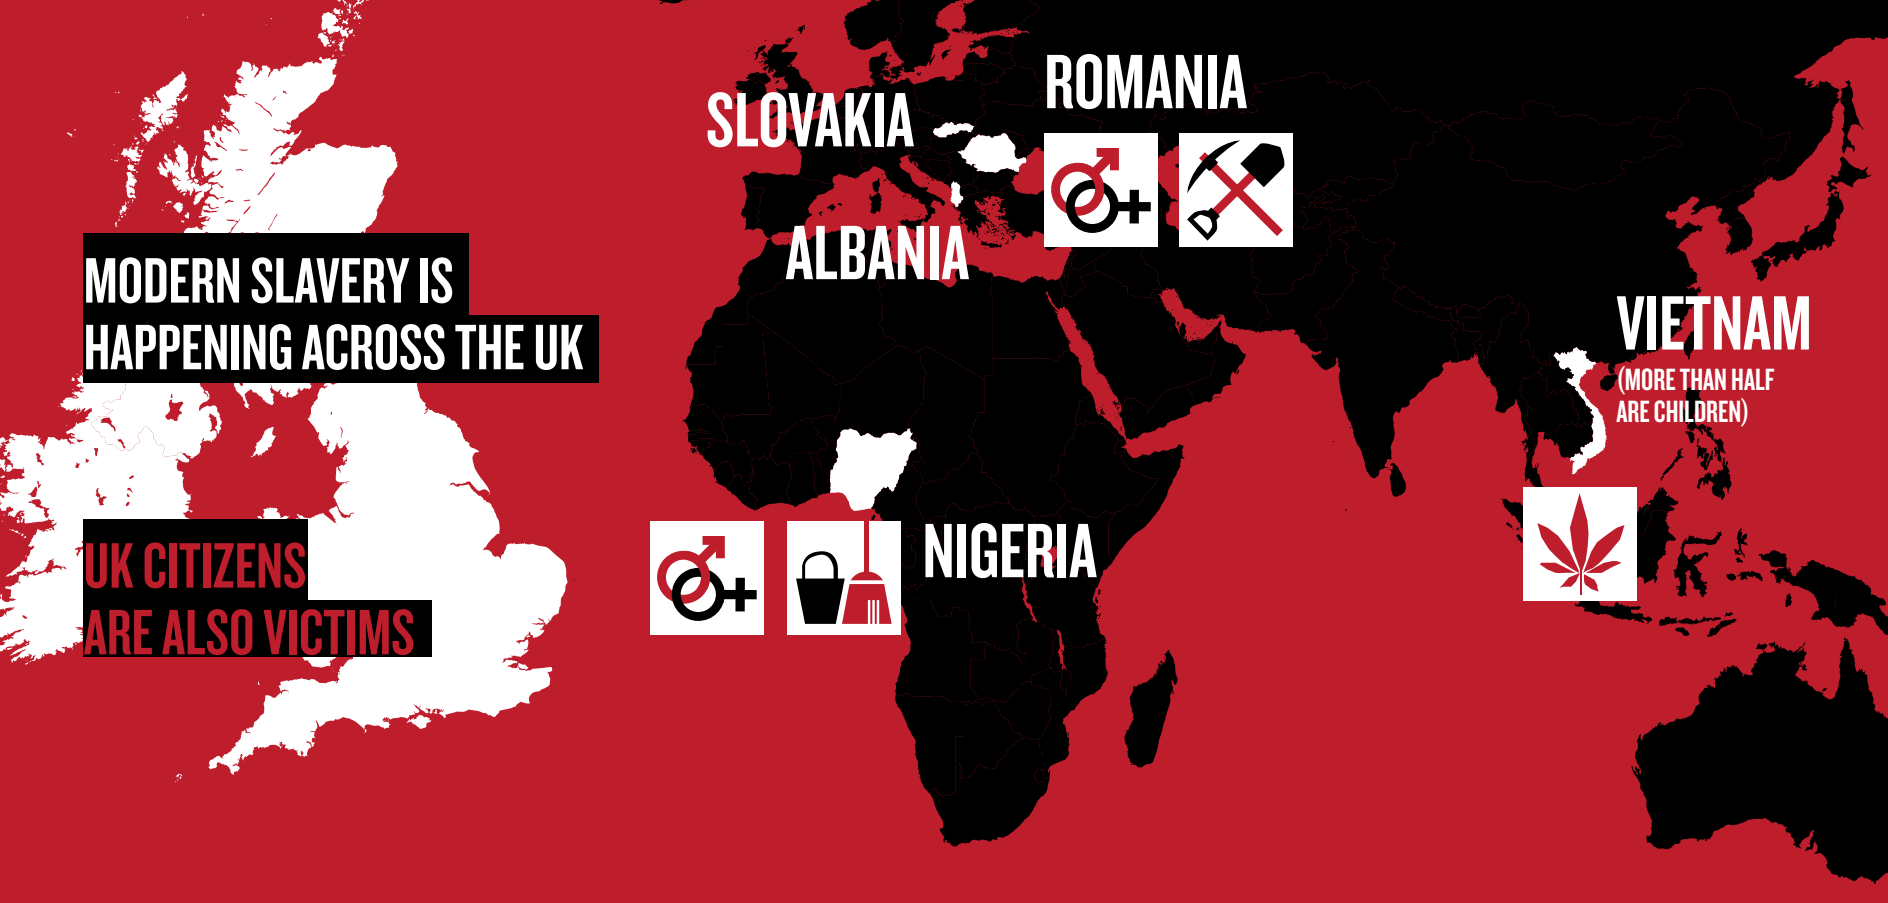 MODERN SLAVERY IS
HAPPENING ACROSS THE UK
UK CITIZENS
ARE ALSO VICTIMS
SLOVAKIA
ROMANIA
ALBANIA
NIGERIA
VIETNAM
(MORE THAN HALF
ARE CHILDREN)